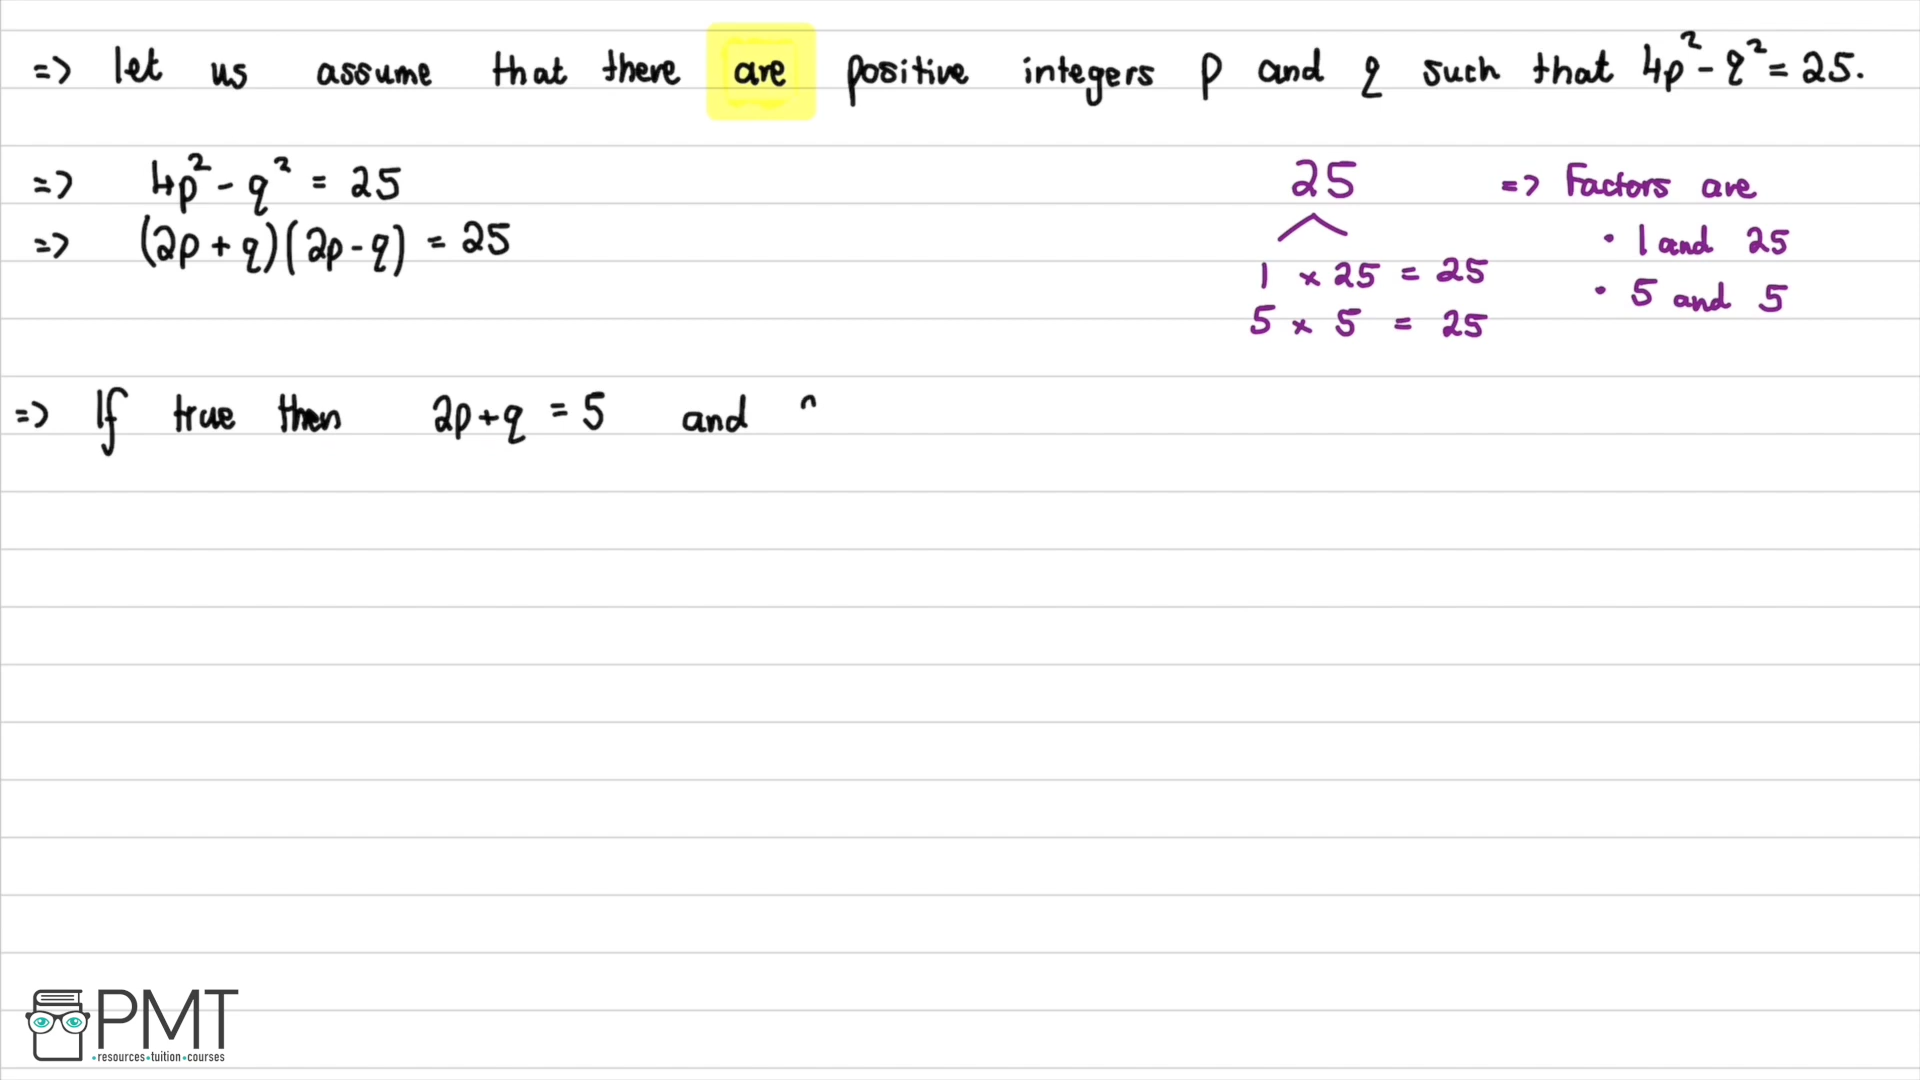 => let us assume that there are positive integers p and q such that 4p² - q² = 25.
=> 4p² - q² = 25
=> (2p + q)(2p - q) = 25
25
1 × 25 = 25
5 × 5 = 25
=> Factors are
• 1 and 25
• 5 and 5
=> If true then 2p + q = 5 and
PMT
•resources•tuition•courses